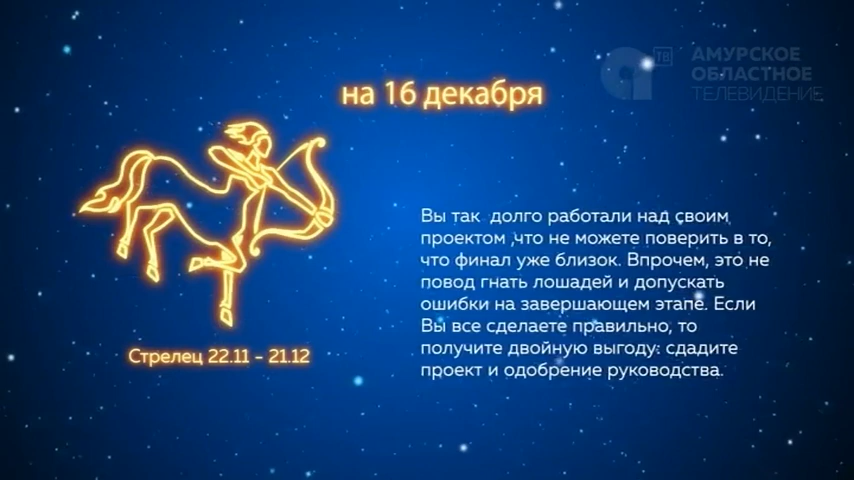 ТВ
АМУРСКОЕ
ОБЛАСТНОЕ
ТЕЛЕВИДЕНИЕ
на 16 декабря
Вы так долго работали над своим
проектом ,что не можете поверить в то,
что финал уже близок. Впрочем, это не
повод гнать лошадей и допускать
ошибки на завершающем этапе. Если
Вы все сделаете правильно, то
получите двойную выгоду: сдадите
проект и одобрение руководства.
Стрелец 22.11 - 21.12